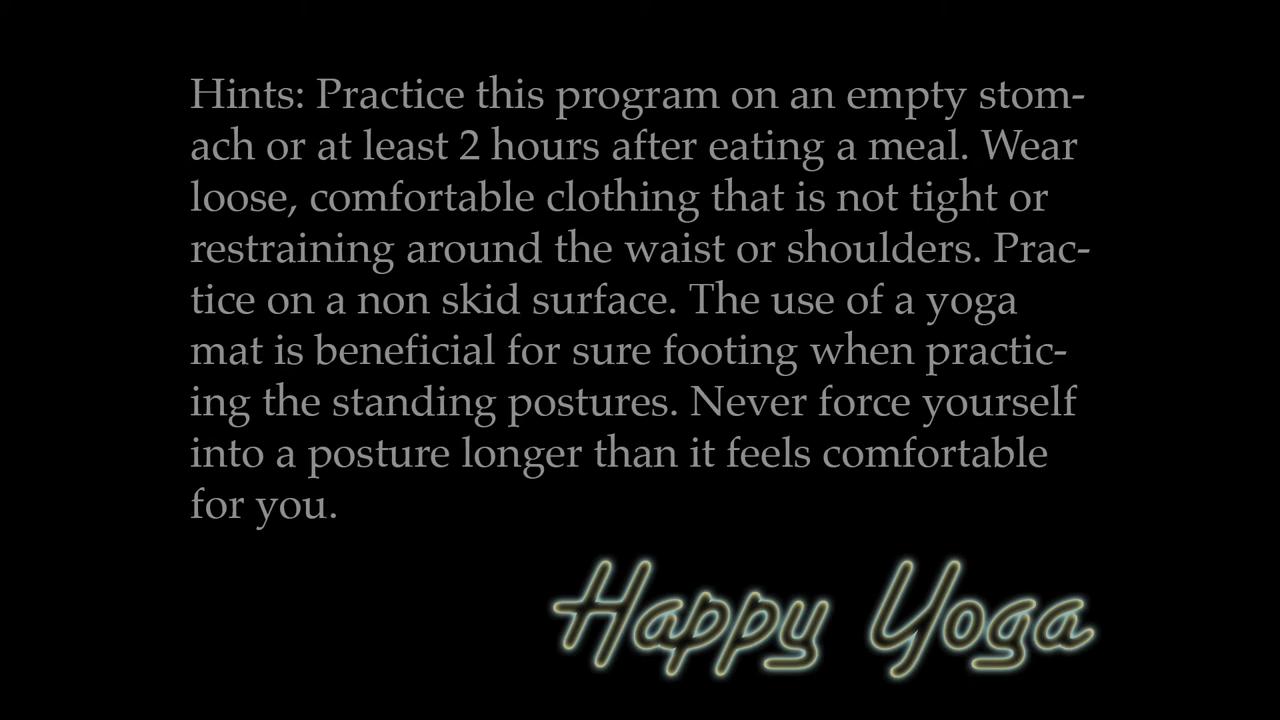 Hints: Practice this program on an empty stom-
ach or at least 2 hours after eating a meal. Wear
loose, comfortable clothing that is not tight or
restraining around the waist or shoulders. Prac-
tice on a non skid surface. The use of a yoga
mat is beneficial for sure footing when practic-
ing the standing postures. Never force yourself
into a posture longer than it feels comfortable
for you.
Happy Yoga